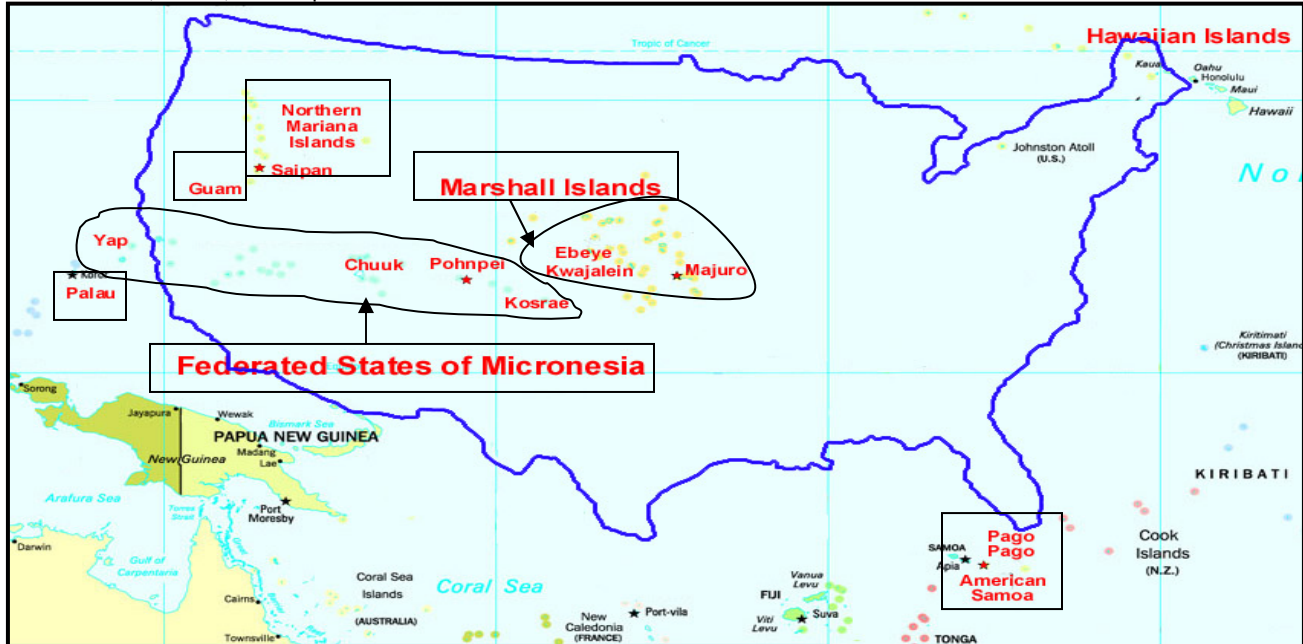 Tropic of Cancer
Hawaiian Islands
Kauai
Oahu
Honolulu
Maui
Hawaii
Northern
Mariana
Islands
Saipan
Guam
Marshall Islands
Johnston Atoll
(U.S.)
Yap
Chuuk
Pohnpei
Kosrae
Ebeye
Kwajalein
Majuro
Koror
Palau
Federated States of Micronesia
Kiritimati
(Christmas Island
(KIRIBATI)
Sorong
Jayapura
Wewak
Bismark Sea
PAPUA NEW GUINEA
Madang
Lae
New Guinea
Arafura Sea
Torres
Strait
Port
Moresby
KIRIBATI
Darwin
Gulf of
Carpentaria
Cairns
Townsville
Coral Sea
Islands
(AUSTRALIA)
Coral Sea
New
Caledonia
(FRANCE)
Port-vila
Vanua
Levu
FIJI
Viti
Levu
Suva
SAMOA
Apia
Pago
Pago
American
Samoa
Cook
Islands
(N.Z.)
TONGA